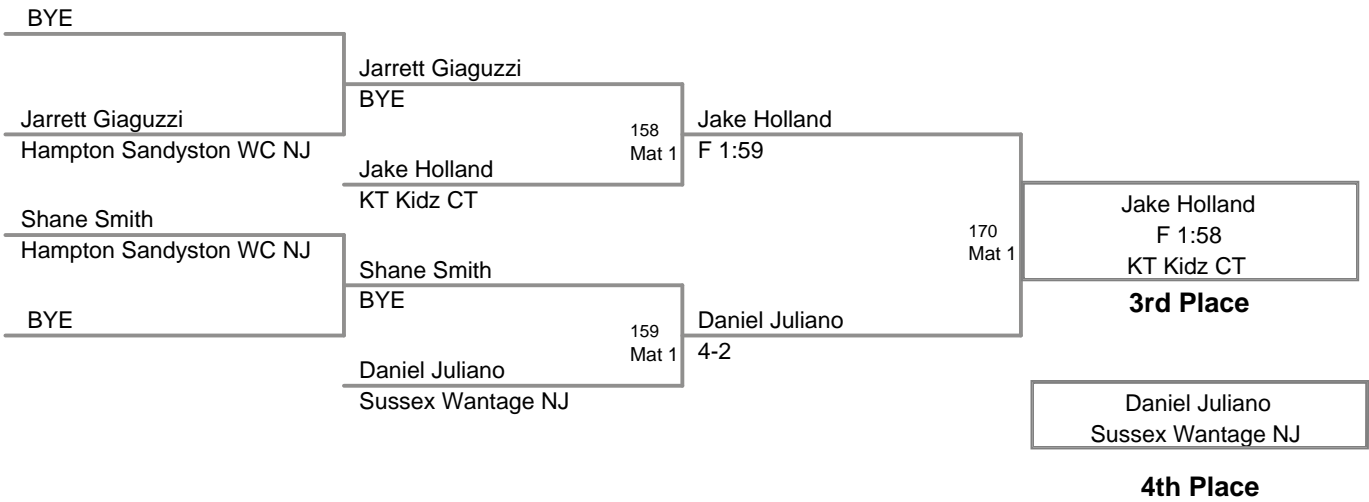 BYE
Jarrett Giaguzzi
BYE
Jarrett Giaguzzi
Hampton Sandyston WC NJ
158
Mat 1
Jake Holland
F 1:59
Jake Holland
KT Kidz CT
Shane Smith
Hampton Sandyston WC NJ
170
Mat 1
Jake Holland
F 1:58
KT Kidz CT
3rd Place
Shane Smith
BYE
BYE
159
Mat 1
Daniel Juliano
4-2
Daniel Juliano
Sussex Wantage NJ
Daniel Juliano
Sussex Wantage NJ
4th Place